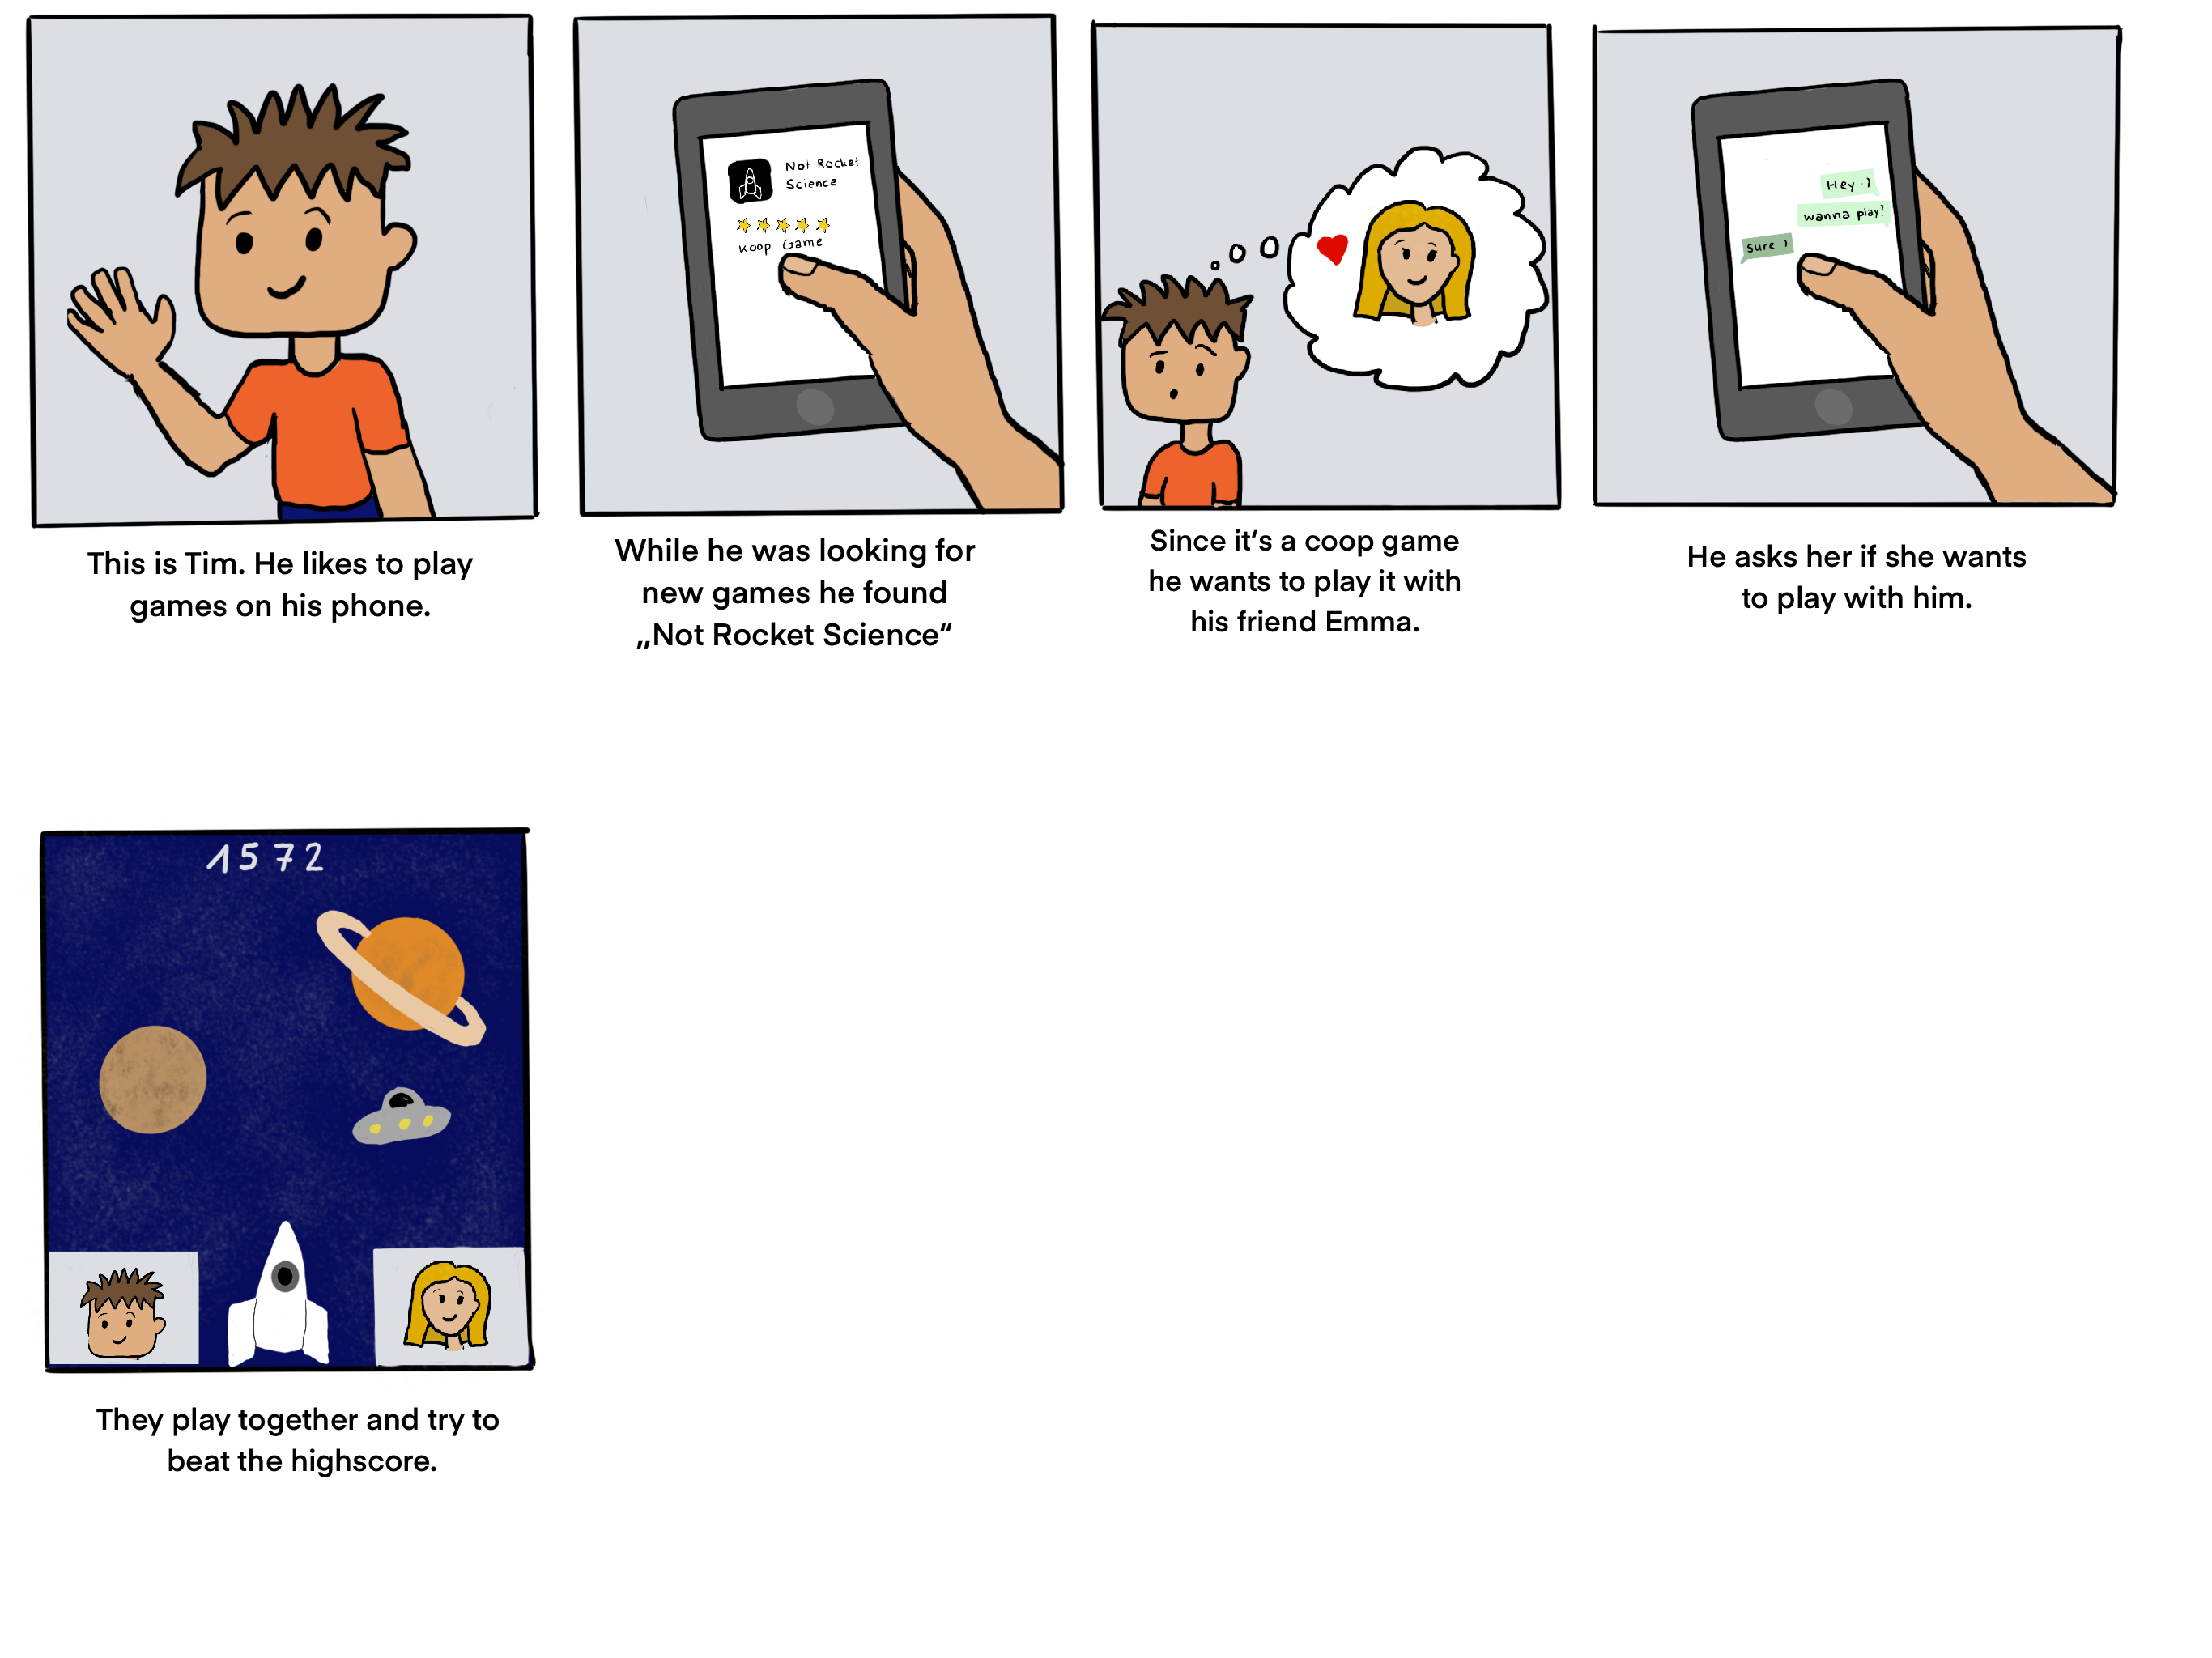 Not Rocket
Science
Koop Game
Hey :)
wanna play?
Sure :)
This is Tim. He likes to play
games on his phone.
While he was looking for
new games he found
„Not Rocket Science“
Since it‘s a coop game
he wants to play it with
his friend Emma.
He asks her if she wants
to play with him.
1572
They play together and try to
beat the highscore.